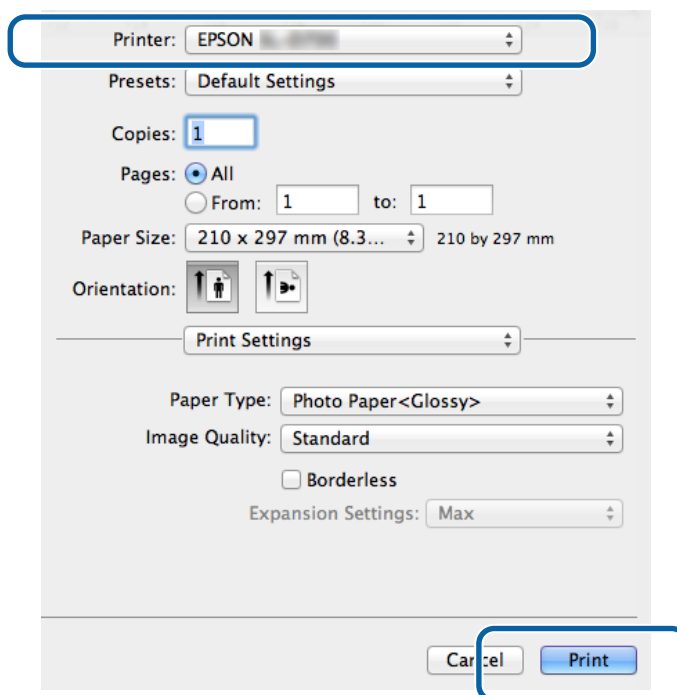 Printer: EPSON
Presets: Default Settings
Copies: 1
Pages: All
From: 1 to: 1
Paper Size: 210 x 297 mm (8.3... 210 by 297 mm
Orientation:
Print Settings
Paper Type: Photo Paper<Glossy>
Image Quality: Standard
Borderless
Expansion Settings: Max
Cancel Print